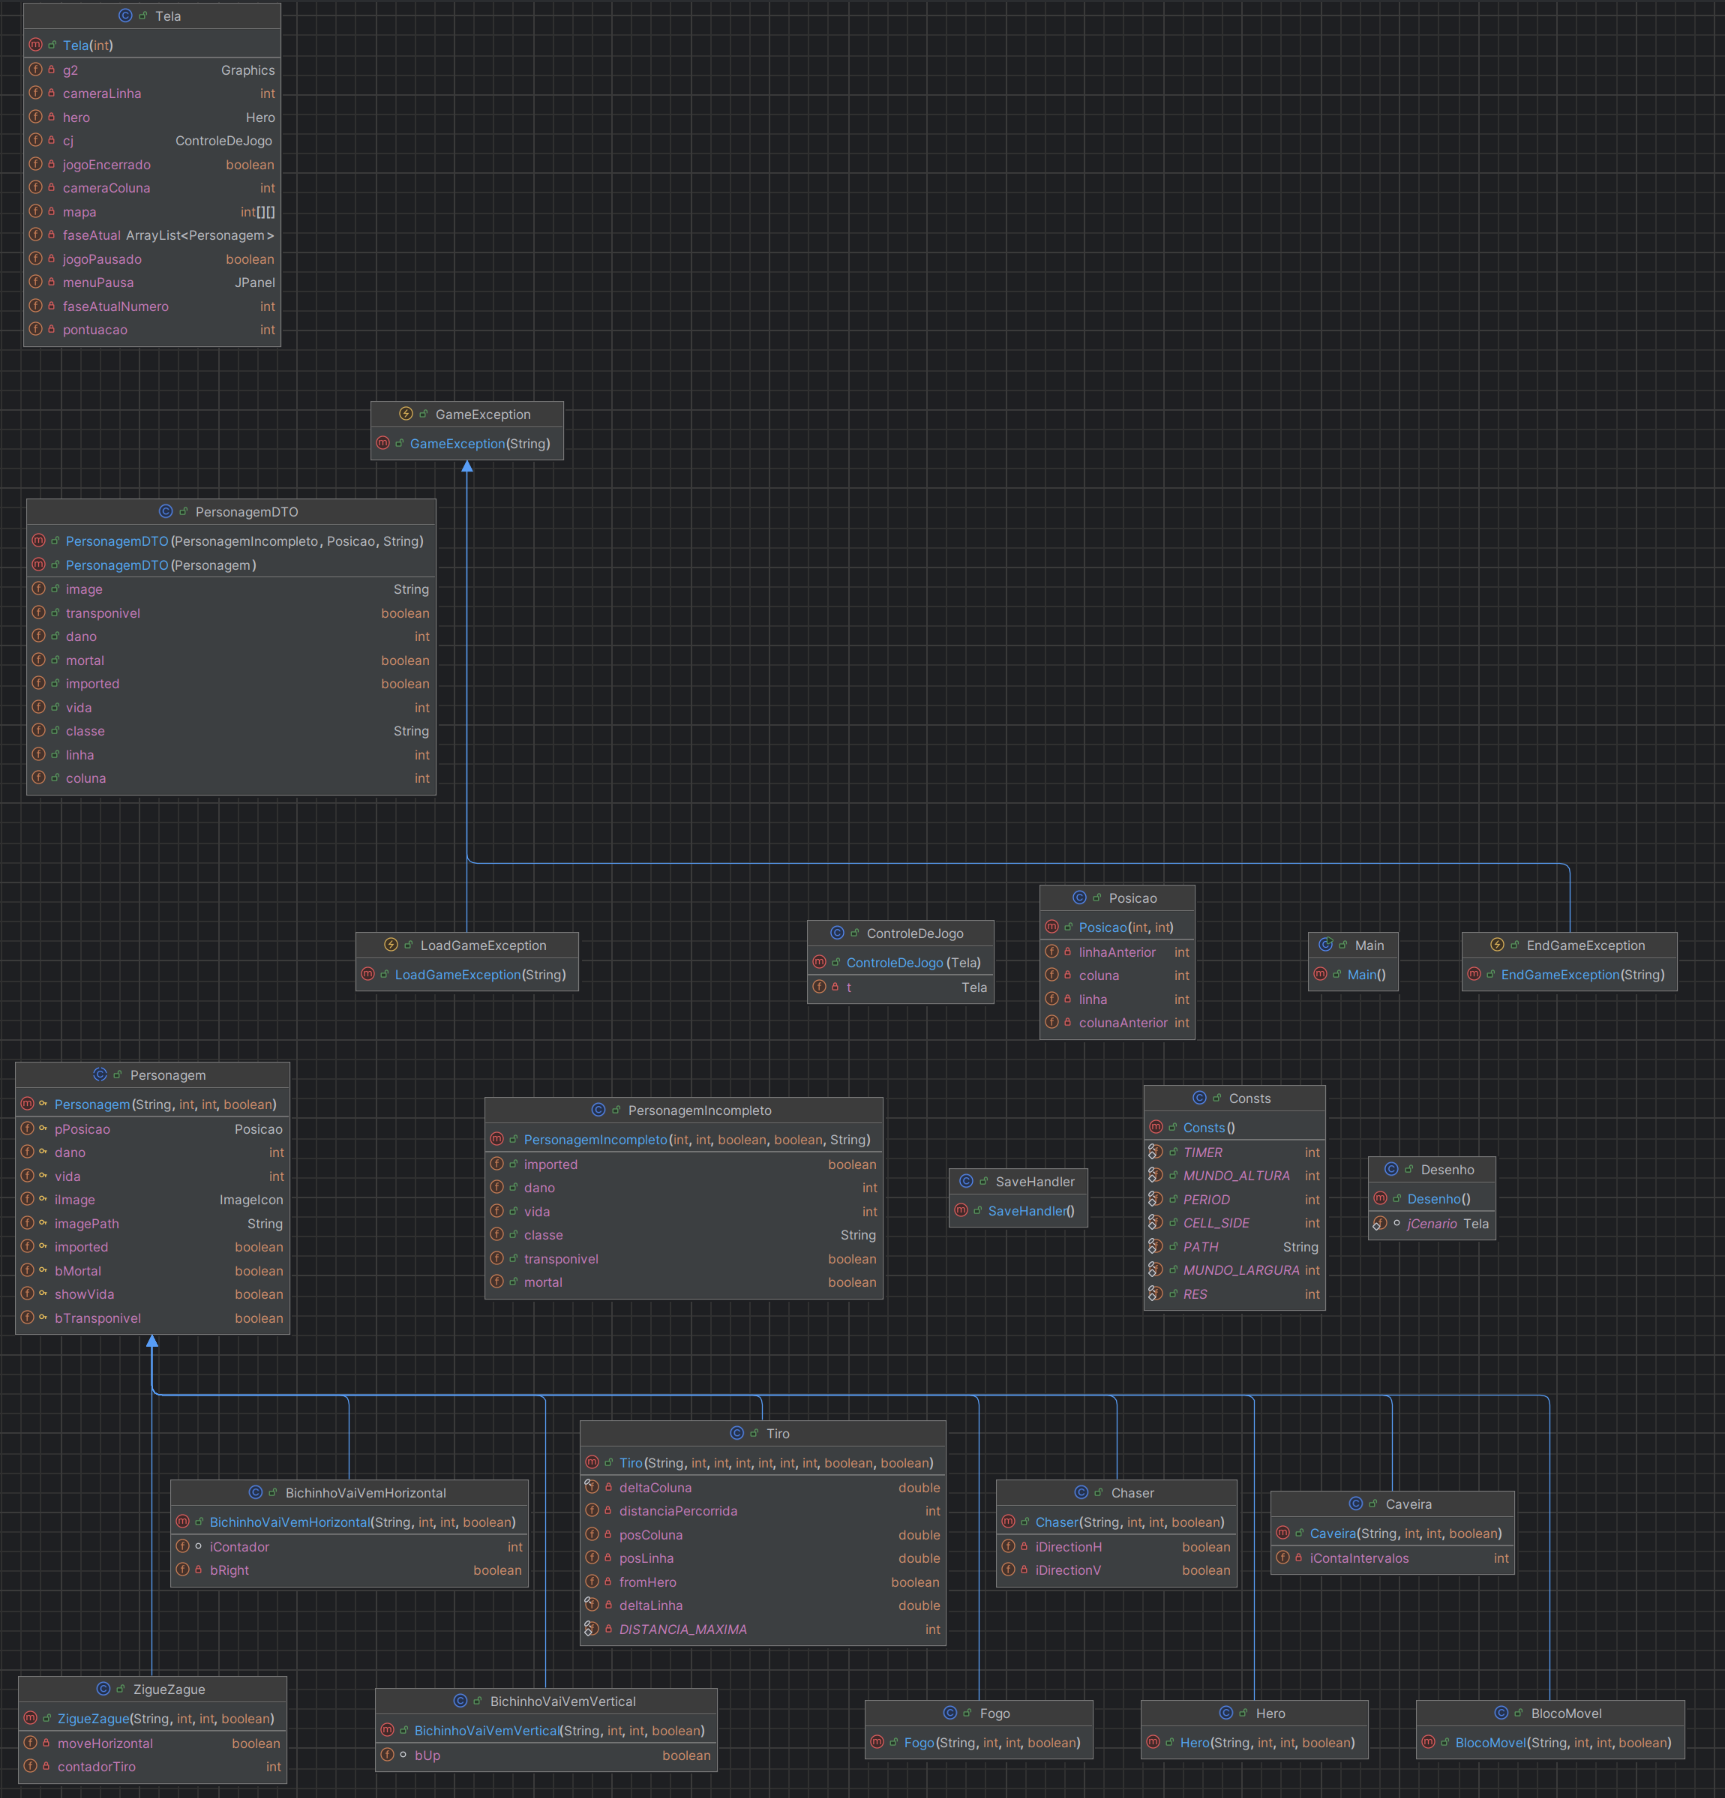 Tela
Tela(int)
g2 Graphics
cameraLinha int
hero Hero
cj ControleDeJogo
jogoEncerrado boolean
cameraColuna int
mapa int[][]
faseAtual ArrayList<Personagem>
jogoPausado boolean
menuPausa JPanel
faseAtualNumero int
pontuacao int
GameException
GameException(String)
PersonagemDTO
PersonagemDTO(PersonagemIncompleto, Posicao, String)
PersonagemDTO(Personagem)
image String
transponivel boolean
dano int
mortal boolean
imported boolean
vida int
classe String
linha int
coluna int
LoadGameException
LoadGameException(String)
ControleDeJogo
ControleDeJogo(Tela)
t Tela
Posicao
Posicao(int, int)
linhaAnterior int
coluna int
linha int
colunaAnterior int
Main
Main()
EndGameException
EndGameException(String)
Personagem
Personagem(String, int, int, boolean)
pPosicao Posicao
dano int
vida int
iImage ImageIcon
imagePath String
imported boolean
bMortal boolean
showVida boolean
bTransponivel boolean
PersonagemIncompleto
PersonagemIncompleto(int, int, boolean, boolean, String)
imported boolean
dano int
vida int
classe String
transponivel boolean
mortal boolean
SaveHandler
SaveHandler()
Consts
Consts()
TIMER int
MUNDO_ALTURA int
PERIOD int
CELL_SIDE int
PATH String
MUNDO_LARGURA int
RES int
Desenho
Desenho()
jCenario Tela
BichinhoVaiVemHorizontal
BichinhoVaiVemHorizontal(String, int, int, boolean)
iContador int
bRight boolean
Tiro
Tiro(String, int, int, int, int, int, int, boolean, boolean)
deltaColuna double
distanciaPercorrida int
posColuna double
posLinha double
fromHero boolean
deltaLinha double
DISTANCIA_MAXIMA int
Chaser
Chaser(String, int, int, boolean)
iDirectionH boolean
iDirectionV boolean
Caveira
Caveira(String, int, int, boolean)
iContaIntervalos int
ZigueZague
ZigueZague(String, int, int, boolean)
moveHorizontal boolean
contadorTiro int
BichinhoVaiVemVertical
BichinhoVaiVemVertical(String, int, int, boolean)
bUp boolean
Fogo
Fogo(String, int, int, boolean)
Hero
Hero(String, int, int, boolean)
BlocoMovel
BlocoMovel(String, int, int, boolean)